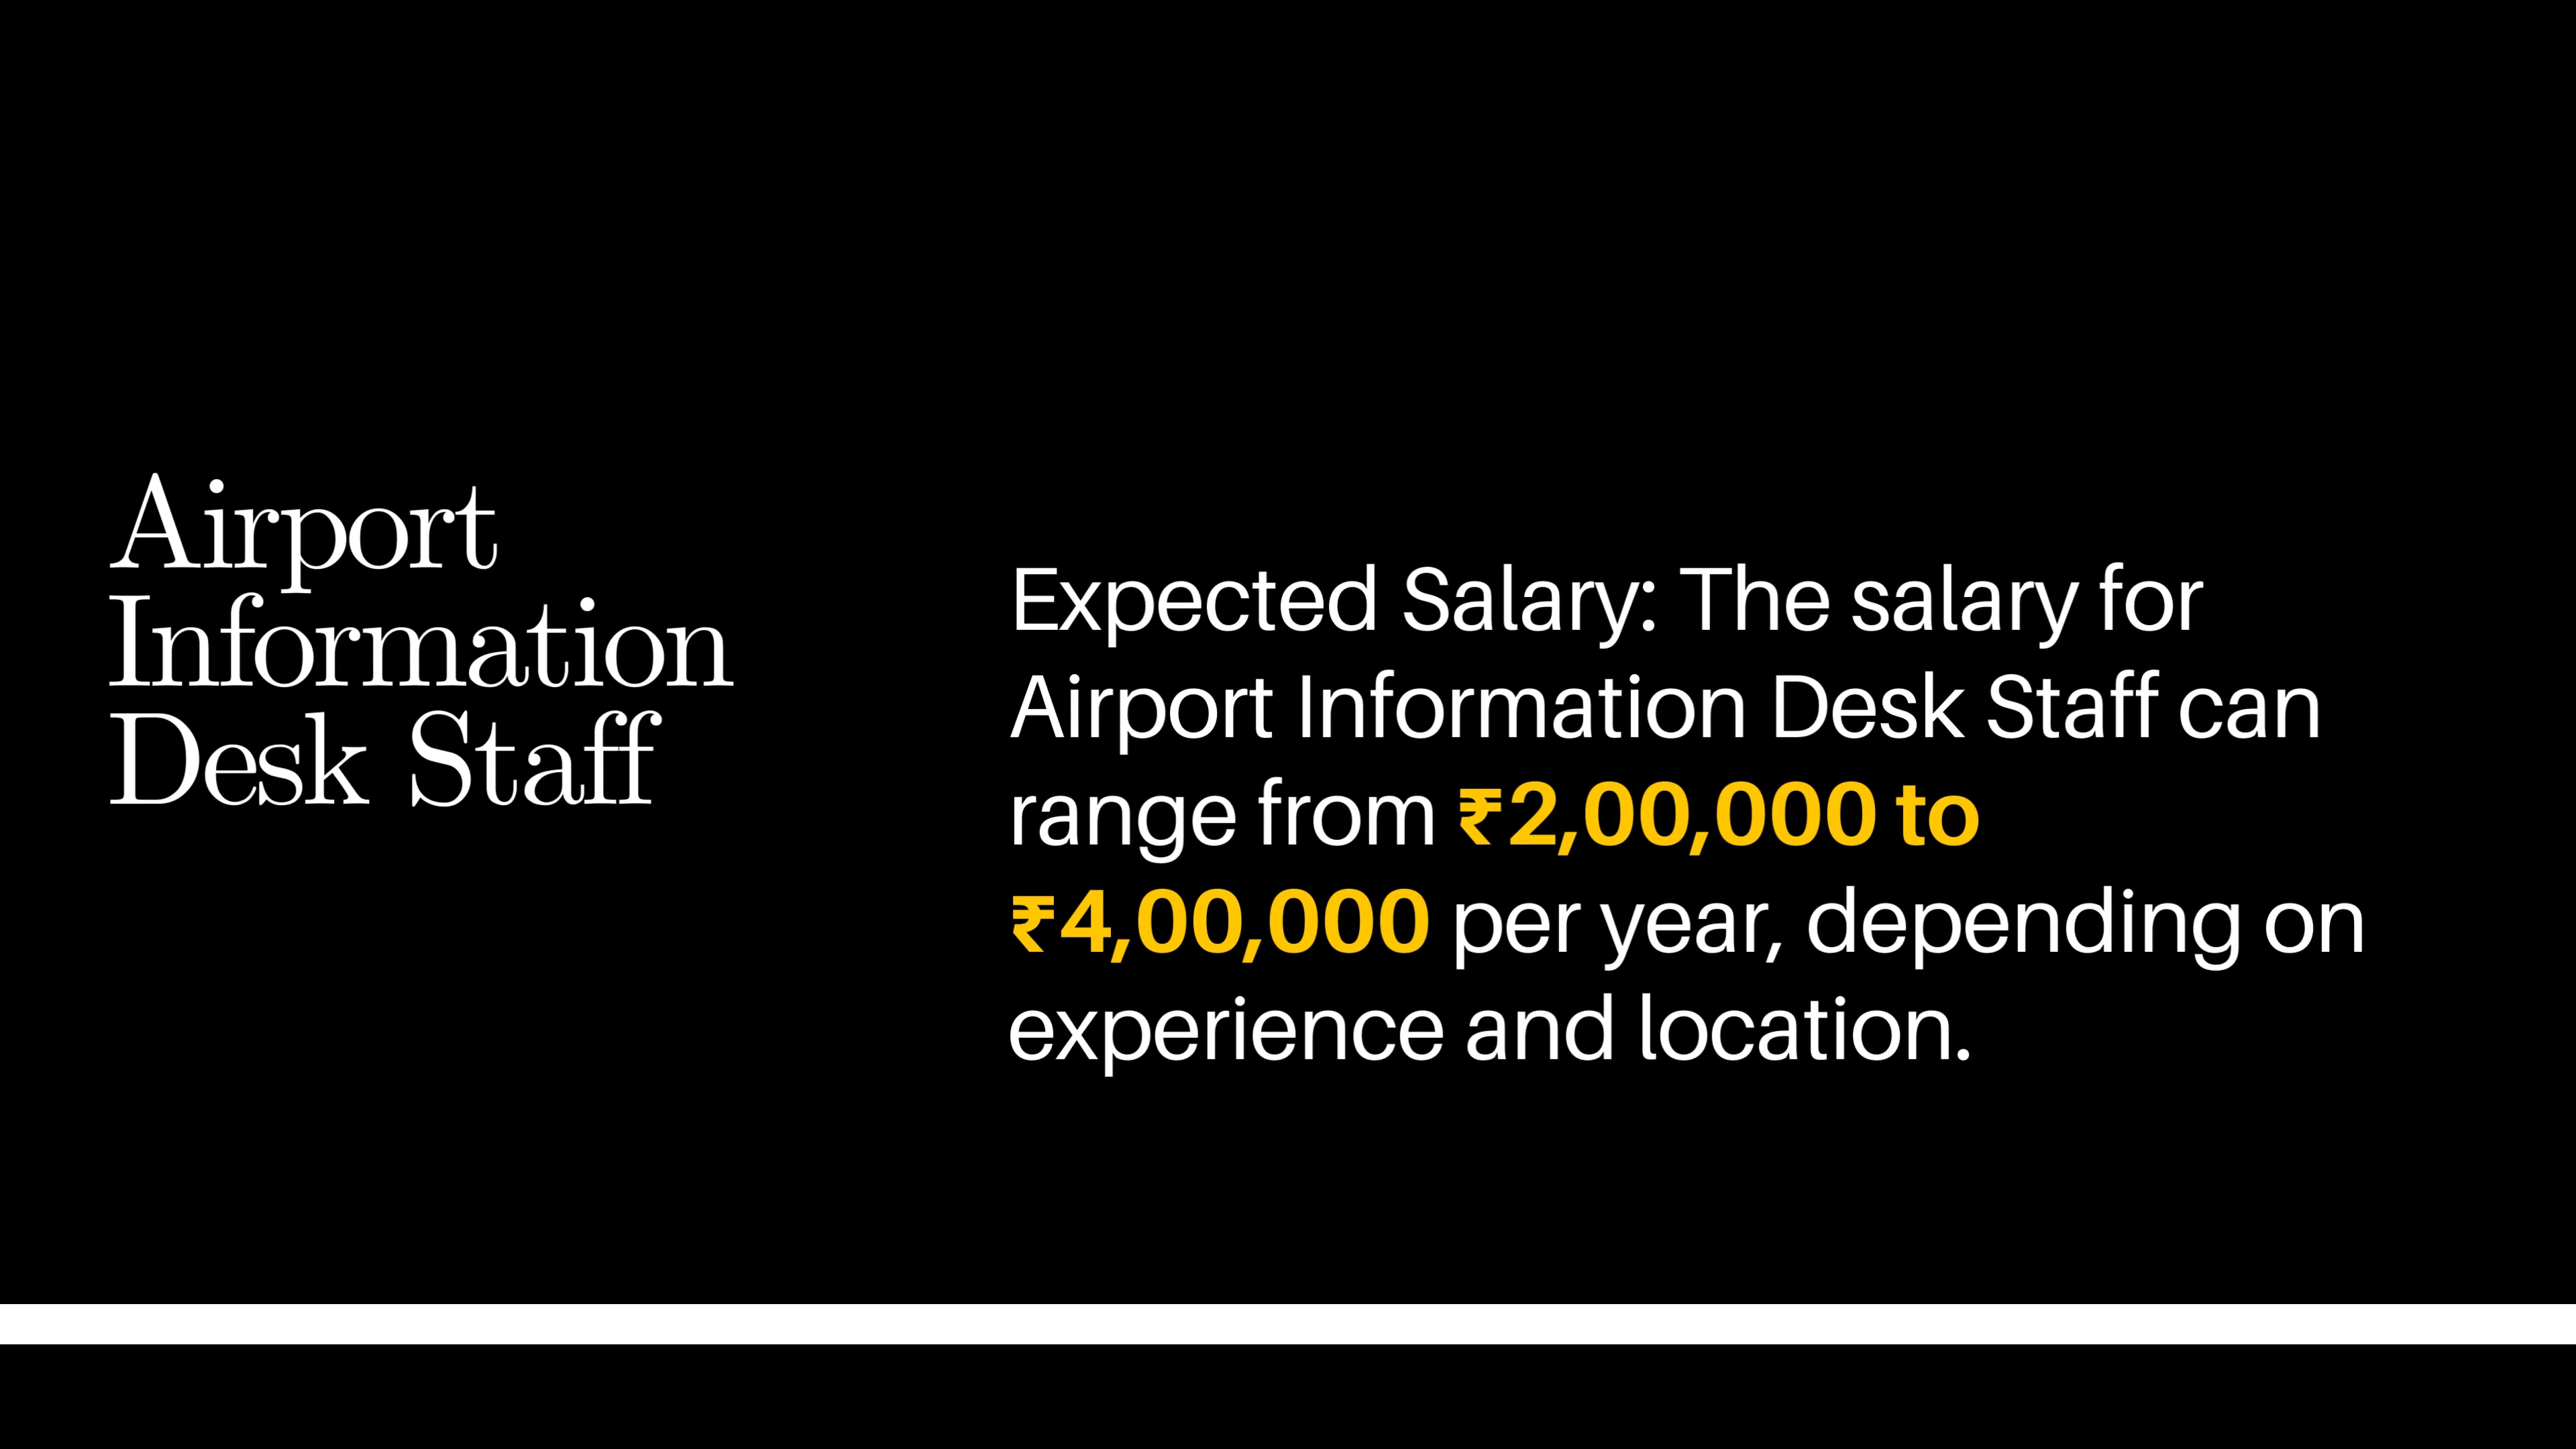 Airport
Information
Desk Staff
Expected Salary: The salary for
Airport Information Desk Staff can
range from ₹2,00,000 to
₹4,00,000 per year, depending on
experience and location.